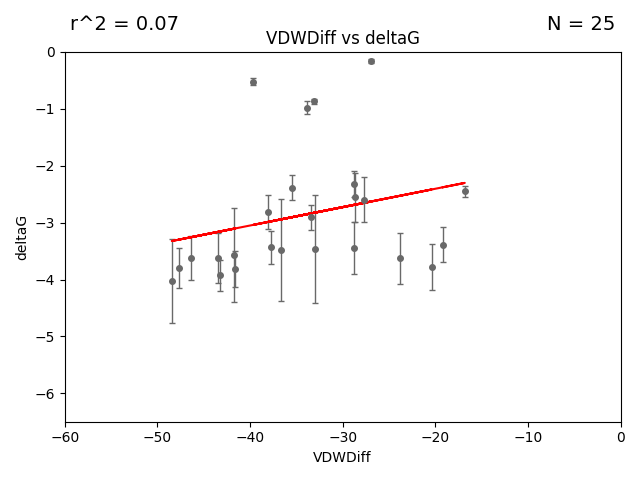 r^2 = 0.07
N = 25
VDWDiff vs deltaG
0
−1
−2
−3
−4
−5
−6
deltaG
−60 −50 −40 −30 −20 −10 0
VDWDiff